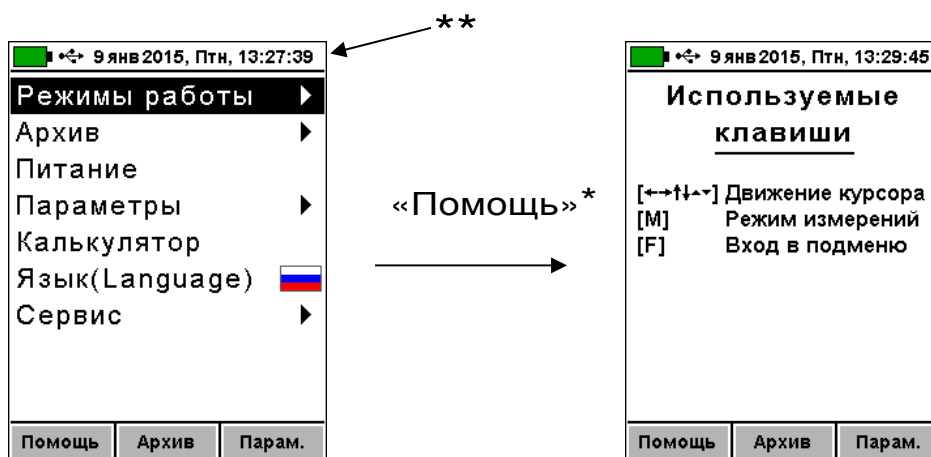 **
9 янв 2015, Птн, 13:27:39
Режимы работы
Архив
Питание
Параметры
Калькулятор
Язык(Language)
Сервис
Помощь Архив Парам.
«Помощь»*
9 янв 2015, Птн, 13:29:45
Используемые
клавиши
[←→↑↓▴▾] Движение курсора
[M] Режим измерений
[F] Вход в подменю
Помощь Архив Парам.